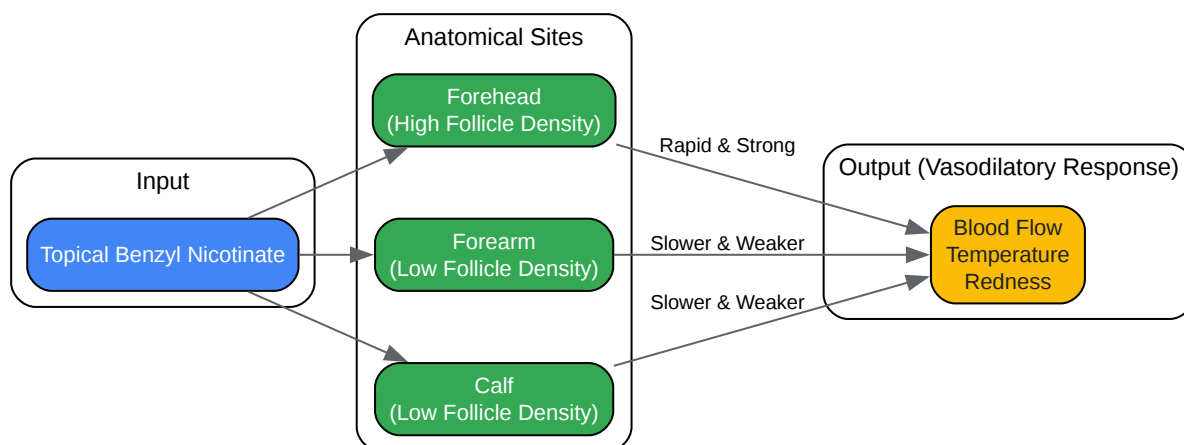 Anatomical Sites
Forehead
(High Follicle Density)
Rapid & Strong
Input
Output (Vasodilatory Response)
Topical Benzyl Nicotinate
Forearm
(Low Follicle Density)
Slower & Weaker
Blood Flow
Temperature
Redness
Slower & Weaker
Calf
(Low Follicle Density)